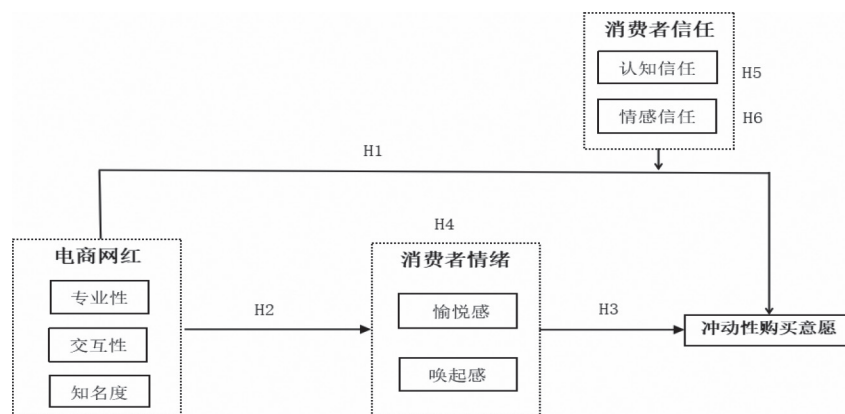 消费者信任
认知信任
H5
情感信任
H6
H1
H4
电商网红
专业性
交互性
知名度
H2
消费者情绪
愉悦感
唤起感
H3
冲动性购买意愿